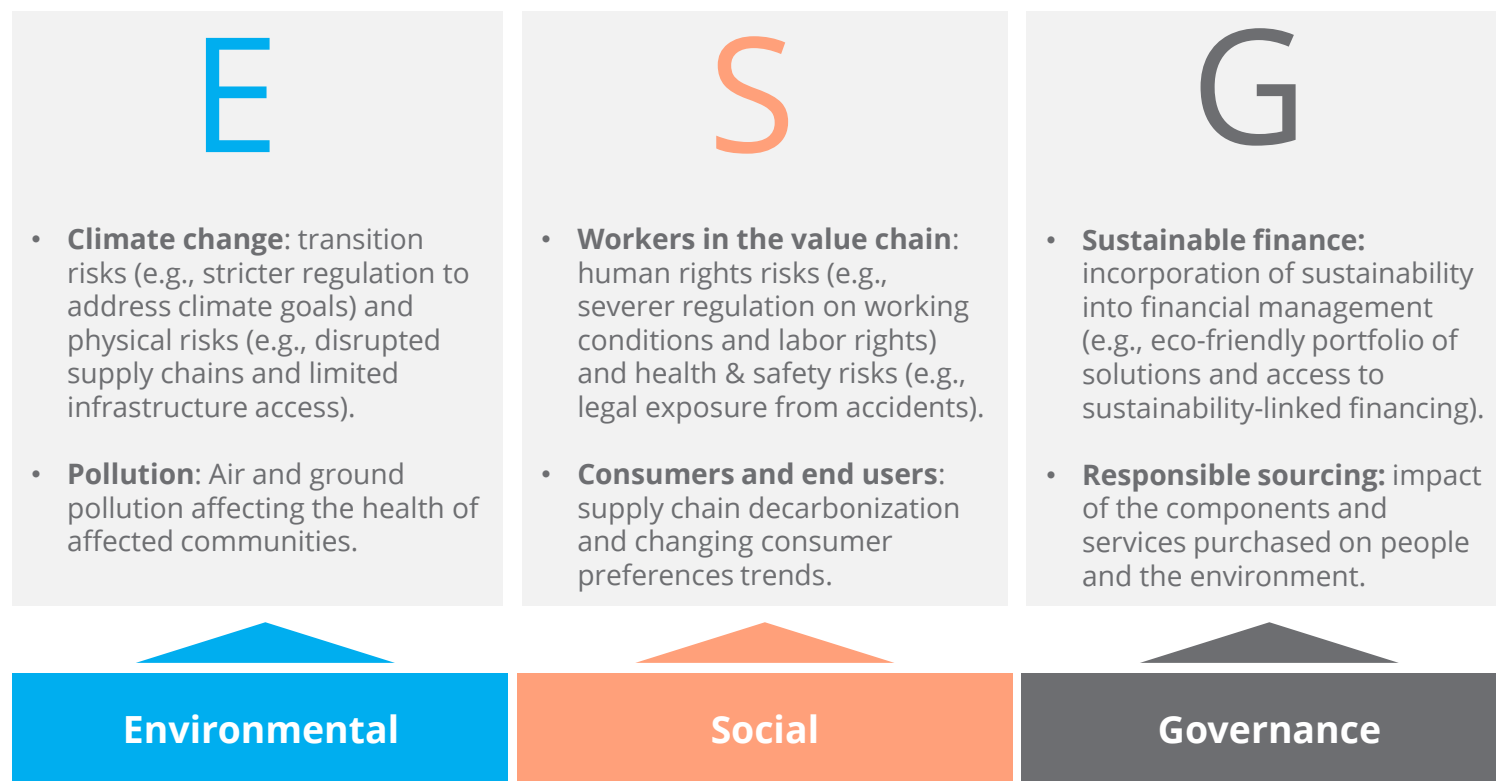 E
• Climate change: transition
risks (e.g., stricter regulation to
address climate goals) and
physical risks (e.g., disrupted
supply chains and limited
infrastructure access).
• Pollution: Air and ground
pollution affecting the health of
affected communities.
Environmental
S
• Workers in the value chain:
human rights risks (e.g.,
severer regulation on working
conditions and labor rights)
and health & safety risks (e.g.,
legal exposure from accidents).
• Consumers and end users:
supply chain decarbonization
and changing consumer
preferences trends.
Social
G
• Sustainable finance:
incorporation of sustainability
into financial management
(e.g., eco-friendly portfolio of
solutions and access to
sustainability-linked financing).
• Responsible sourcing: impact
of the components and
services purchased on people
and the environment.
Governance